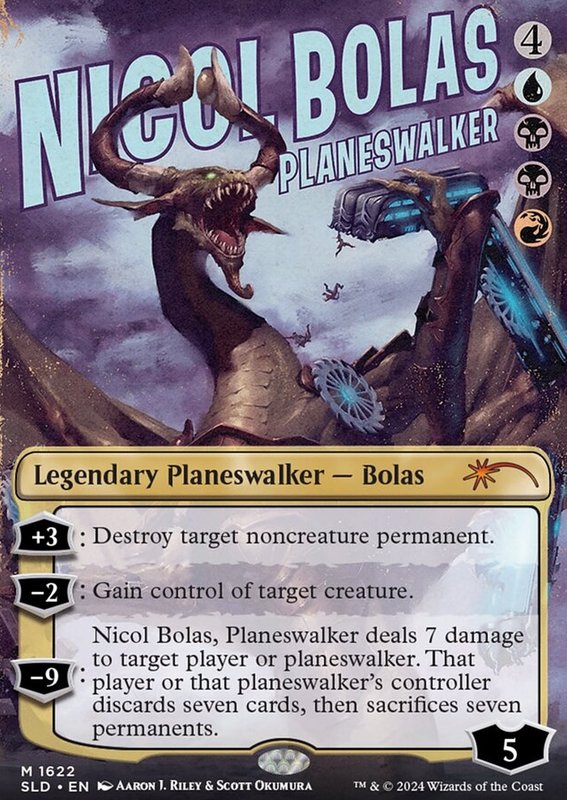 NICOL BOLAS
PLANESWALKER
4
Legendary Planeswalker — Bolas
+3 : Destroy target noncreature permanent.
−2 : Gain control of target creature.
−9 : Nicol Bolas, Planeswalker deals 7 damage
to target player or planeswalker. That
player or that planeswalker's controller
discards seven cards, then sacrifices seven
permanents.
5
M 1622
SLD • EN Aaron J. Riley & Scott Okumura
™ & © 2024 Wizards of the Coast